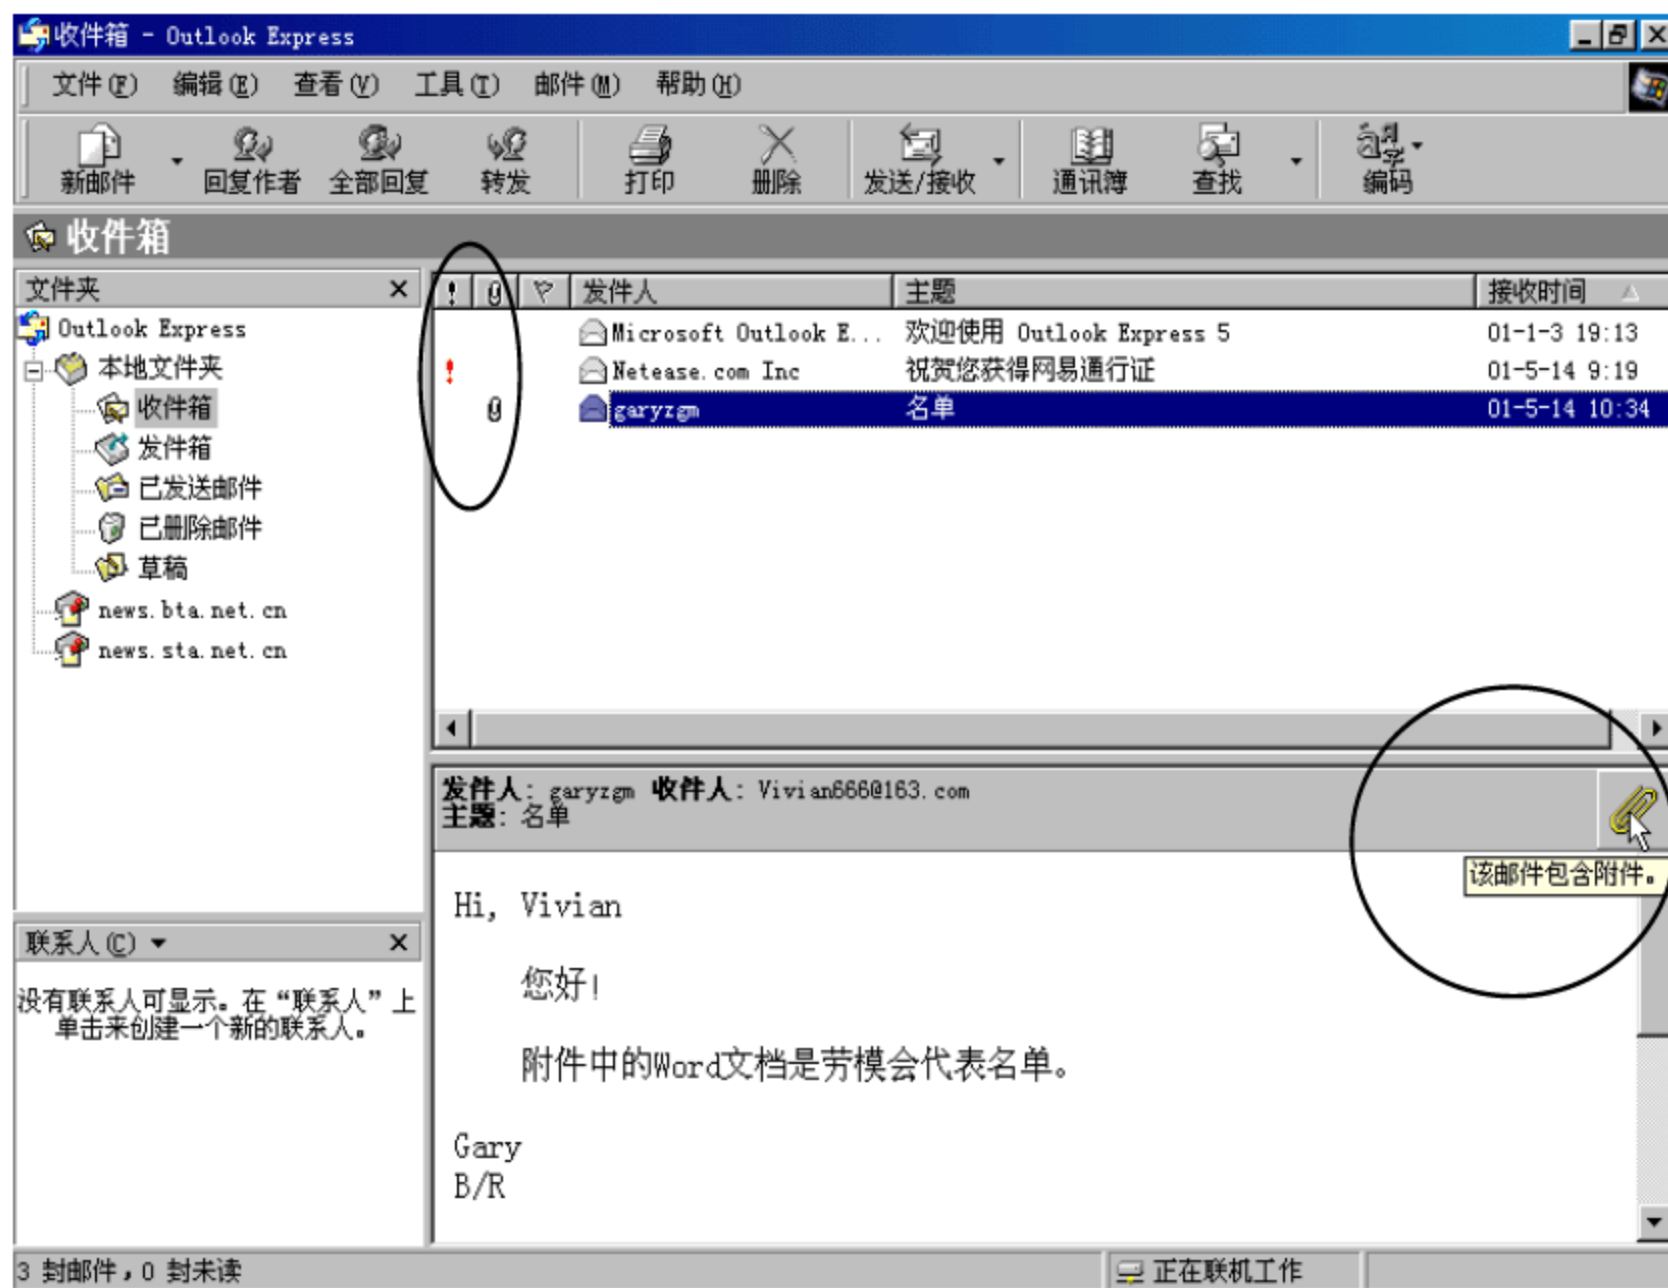 收件箱 - Outlook Express
文件(F) 编辑(E) 查看(V) 工具(T) 邮件(M) 帮助(H)
新邮件 回复作者 全部回复 转发 打印 删除 发送/接收 通讯簿 查找 编码
收件箱
文件夹
Outlook Express
本地文件夹
收件箱
发件箱
已发送邮件
已删除邮件
草稿
news.bta.net.cn
news.sta.net.cn
联系人(C)
没有联系人可显示。在“联系人”上
单击来创建一个新的联系人。
! 发件人 主题 接收时间
Microsoft Outlook E... 欢迎使用 Outlook Express 5 01-1-3 19:13
! Netease.com Inc 祝贺您获得网易通行证 01-5-14 9:19
garyzgm 名单 01-5-14 10:34
发件人: garyzgm 收件人: Vivian666@163.com
主题: 名单
该邮件包含附件。
Hi, Vivian
您好!
附件中的Word文档是劳模会代表名单。
Gary
B/R
3 封邮件，0 封未读 正在联机工作